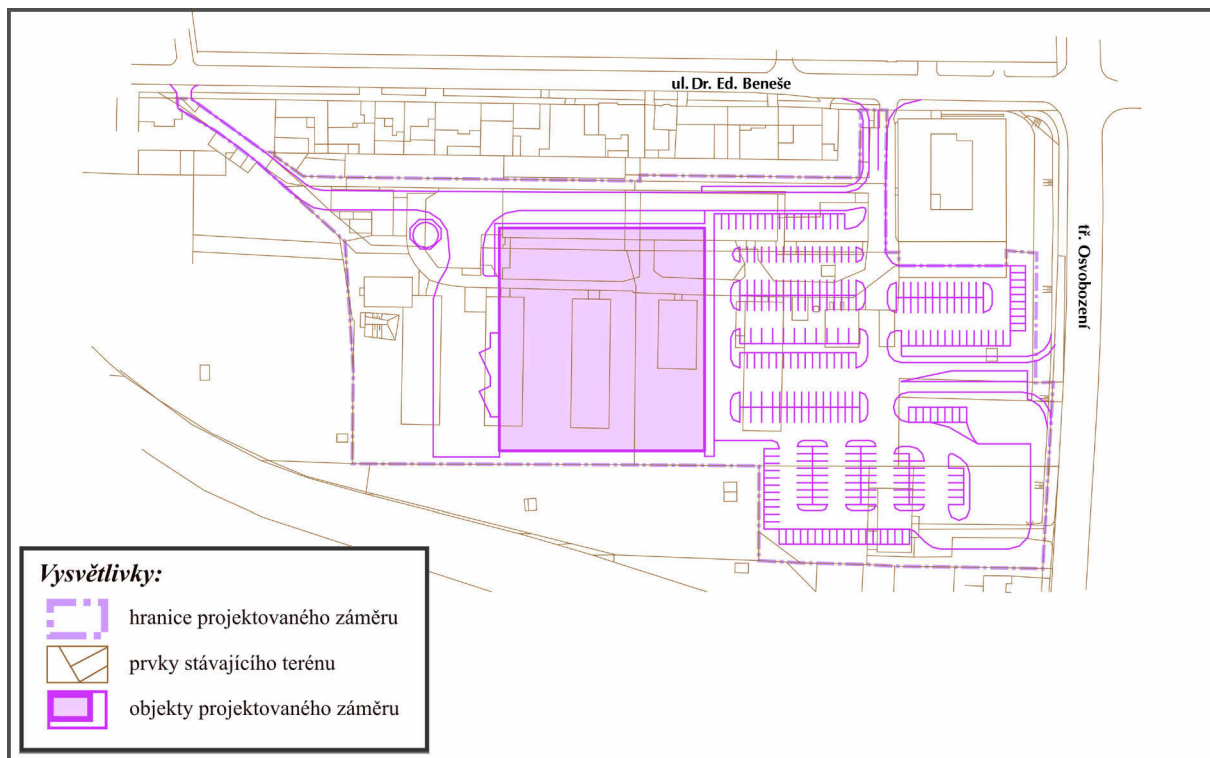 ul. Dr. Ed. Beneše
tř. Osvobození
Vysvětlivky:
hranice projektovaného záměru
prvky stávajícího terénu
objekty projektovaného záměru